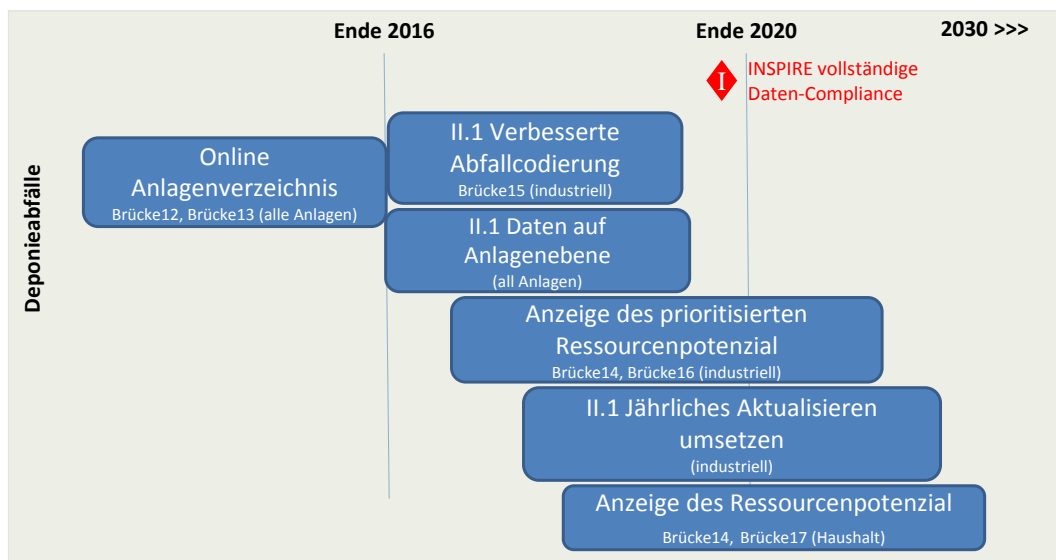 Ende 2016
Ende 2020
2030 >>>
I
INSPIRE vollständige
Daten-Compliance
Deponieabfälle
Online
Anlagenverzeichnis
Brücke12, Brücke13 (alle Anlagen)
II.1 Verbesserte
Abfallcodierung
Brücke15 (industriell)
II.1 Daten auf
Anlagenebene
(all Anlagen)
Anzeige des prioritisierten
Ressourcenpotenzial
Brücke14, Brücke16 (industriell)
II.1 Jährliches Aktualisieren
umsetzen
(industriell)
Anzeige des Ressourcenpotenzial
Brücke14, Brücke17 (Haushalt)